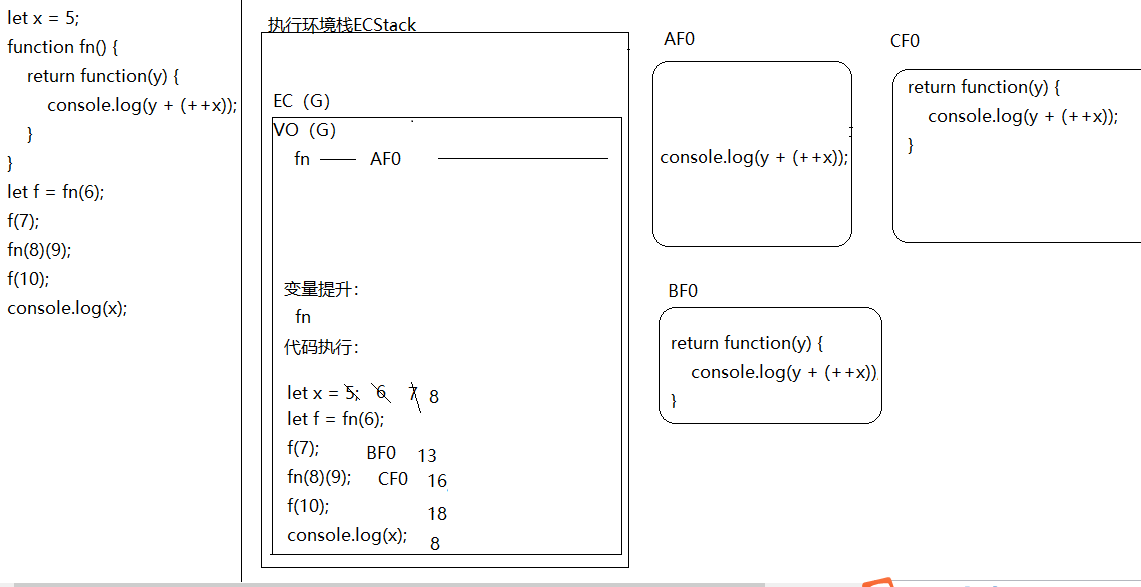 let x = 5;
function fn() {
return function(y) {
console.log(y + (++x));
}
}
let f = fn(6);
f(7);
fn(8)(9);
f(10);
console.log(x);
执行环境栈ECStack
EC（G）
VO（G）
fn AF0
变量提升：
fn
代码执行：
let x = 5; 6 7 8
let f = fn(6);
f(7); BF0 13
fn(8)(9); CF0 16
f(10); 18
console.log(x); 8
AF0
console.log(y + (++x));
CF0
return function(y) {
console.log(y + (++x));
}
BF0
return function(y) {
console.log(y + (++x))
}